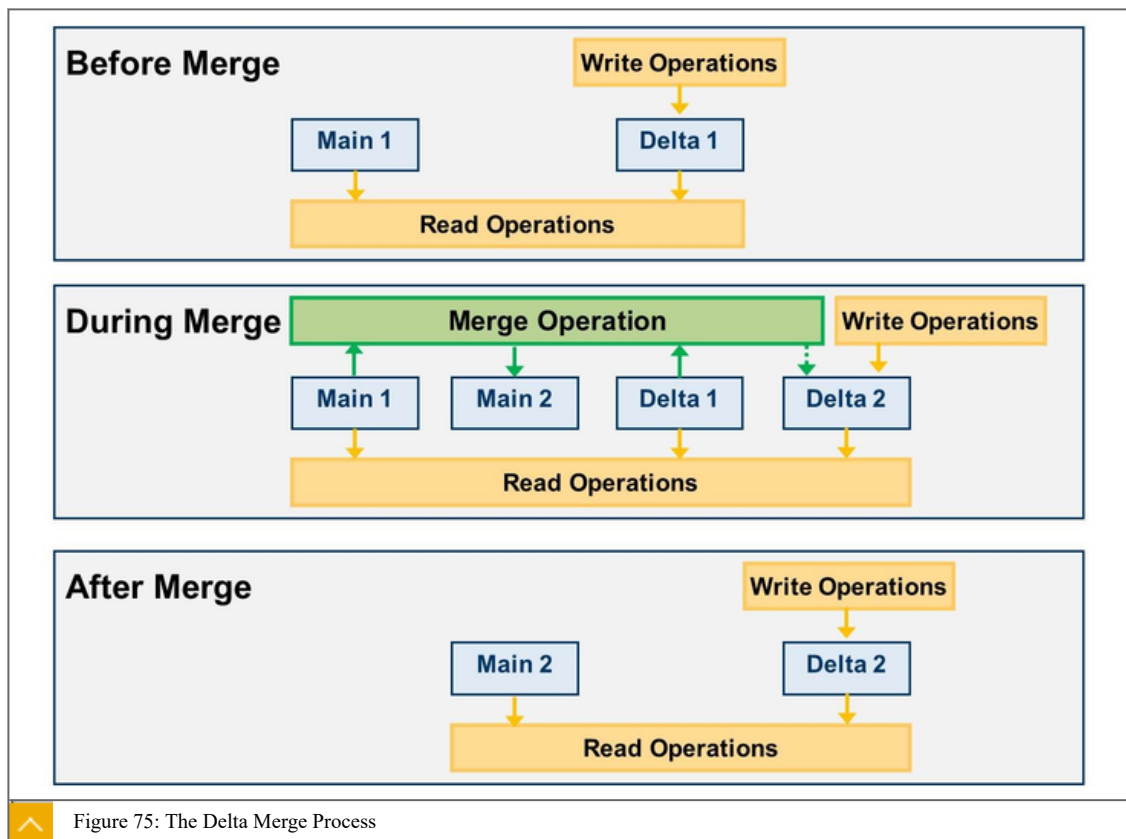 Before Merge
Write Operations
Main 1
Delta 1
Read Operations
During Merge
Merge Operation
Write Operations
Main 1
Main 2
Delta 1
Delta 2
Read Operations
After Merge
Write Operations
Main 2
Delta 2
Read Operations
Figure 75: The Delta Merge Process